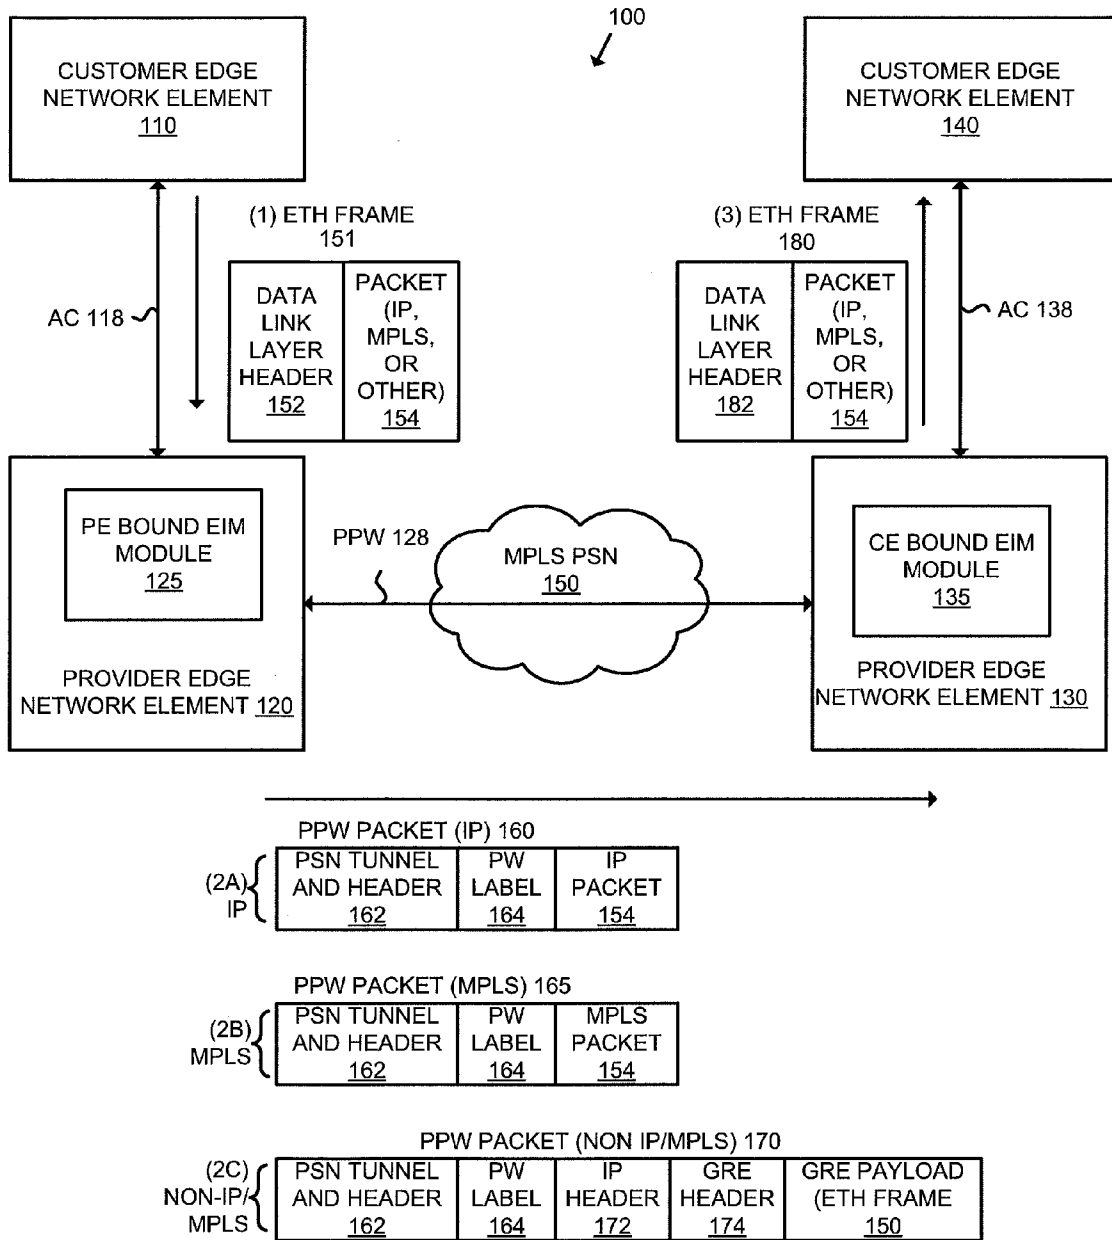 100
CUSTOMER EDGE
NETWORK ELEMENT
110
CUSTOMER EDGE
NETWORK ELEMENT
140
(1) ETH FRAME
151
DATA
LINK
LAYER
HEADER
152
PACKET
(IP,
MPLS,
OR
OTHER)
154
AC 118
(3) ETH FRAME
180
DATA
LINK
LAYER
HEADER
182
PACKET
(IP,
MPLS,
OR
OTHER)
154
AC 138
PE BOUND EIM
MODULE
125
PROVIDER EDGE
NETWORK ELEMENT 120
PPW 128
MPLS PSN
150
CE BOUND EIM
MODULE
135
PROVIDER EDGE
NETWORK ELEMENT 130
PPW PACKET (IP) 160
(2A)
IP
PSN TUNNEL
AND HEADER
162
PW
LABEL
164
IP
PACKET
154
PPW PACKET (MPLS) 165
(2B)
MPLS
PSN TUNNEL
AND HEADER
162
PW
LABEL
164
MPLS
PACKET
154
PPW PACKET (NON IP/MPLS) 170
(2C)
NON-IP/
MPLS
PSN TUNNEL
AND HEADER
162
PW
LABEL
164
IP
HEADER
172
GRE
HEADER
174
GRE PAYLOAD
(ETH FRAME
150